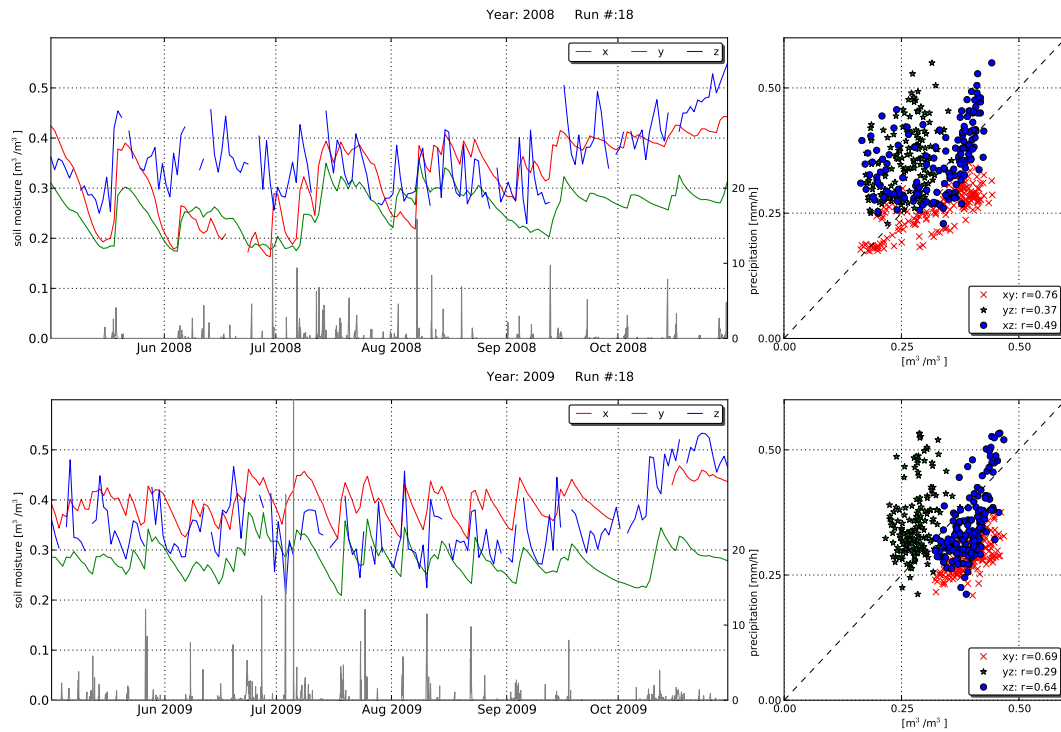 Year: 2008 Run #:18
x y z
soil moisture [m³ /m³ ]
0.5
0.4
0.3
0.2
0.1
0.0
20
10
0
precipitation [mm/h]
Jun 2008 Jul 2008 Aug 2008 Sep 2008 Oct 2008
0.50
0.25
0.00
xy: r=0.76
yz: r=0.37
xz: r=0.49
0.00 0.25 0.50
[m³ /m³ ]
Year: 2009 Run #:18
x y z
soil moisture [m³ /m³ ]
0.5
0.4
0.3
0.2
0.1
0.0
20
10
0
precipitation [mm/h]
Jun 2009 Jul 2009 Aug 2009 Sep 2009 Oct 2009
0.50
0.25
0.00
xy: r=0.69
yz: r=0.29
xz: r=0.64
0.00 0.25 0.50
[m³ /m³ ]